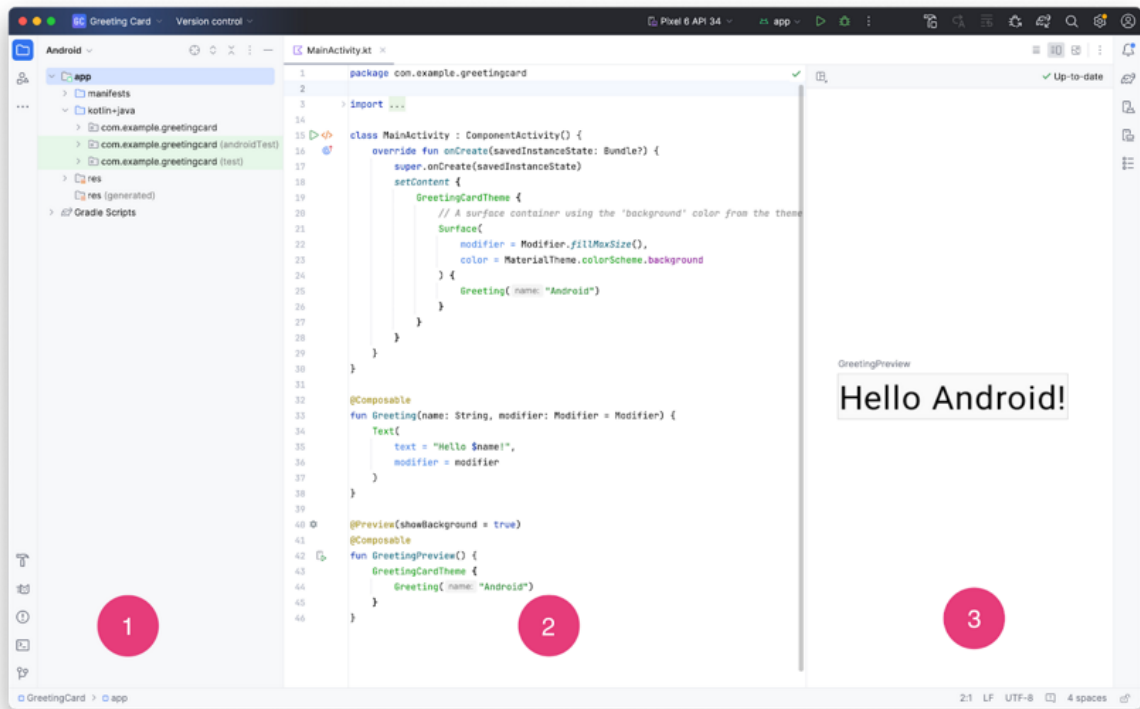 GC Greeting Card Version control Pixel 6 API 34 app
Android
app
manifests
kotlin+java
com.example.greetingcard
com.example.greetingcard (androidTest)
com.example.greetingcard (test)
res
res (generated)
Gradle Scripts
1
MainActivity.kt
1 package com.example.greetingcard
2
3 import ...
14
15 class MainActivity : ComponentActivity() {
16 override fun onCreate(savedInstanceState: Bundle?) {
17 super.onCreate(savedInstanceState)
18 setContent {
19 GreetingCardTheme {
20 // A surface container using the 'background' color from the theme
21 Surface(
22 modifier = Modifier.fillMaxSize(),
23 color = MaterialTheme.colorScheme.background
24 ) {
25 Greeting( name: "Android")
26 }
27 }
28 }
29 }
30 }
31
32 @Composable
33 fun Greeting(name: String, modifier: Modifier = Modifier) {
34 Text(
35 text = "Hello $name!",
36 modifier = modifier
37 )
38 }
39
40 @Preview(showBackground = true)
41 @Composable
42 fun GreetingPreview() {
43 GreetingCardTheme {
44 Greeting( name: "Android")
45 }
46 }
2
Up-to-date
GreetingPreview
Hello Android!
3
GreetingCard > app
2:1 LF UTF-8 4 spaces